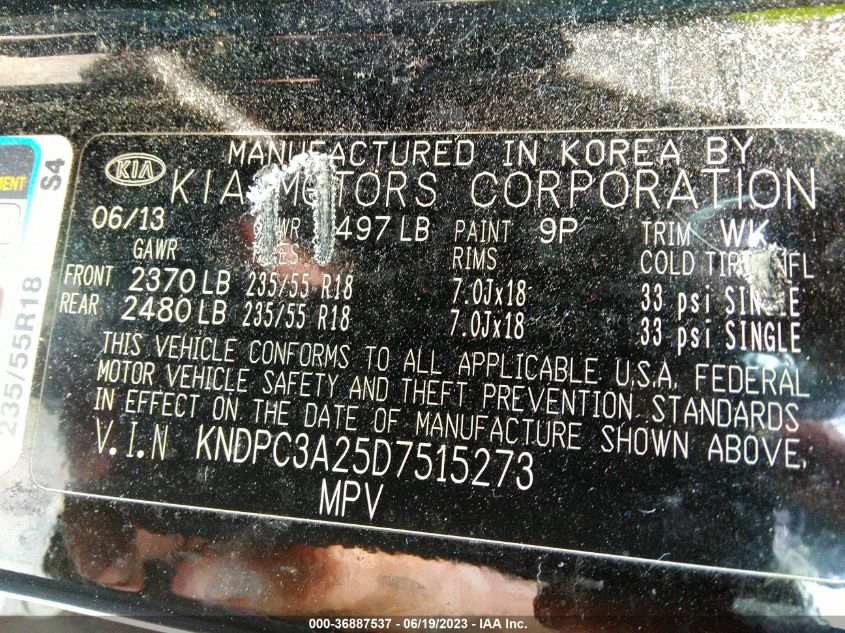 KIA
MANUFACTURED IN KOREA BY
KIA MOTORS CORPORATION
06/13 497 LB PAINT 9P TRIM WK
GAWR RIMS COLD
FRONT 2370 LB 235/55 R18 7.0Jx18 33 psi SINGLE
REAR 2480 LB 235/55 R18 7.0Jx18 33 psi SINGLE
THIS VEHICLE CONFORMS TO ALL APPLICABLE U.S.A. FEDERAL
MOTOR VEHICLE SAFETY AND THEFT PREVENTION STANDARDS
IN EFFECT ON THE DATE OF MANUFACTURE SHOWN ABOVE.
V.I.N KNDPC3A25D7515273
MPV
S4
235/55R18
000-36887537 - 06/19/2023 - IAA Inc.